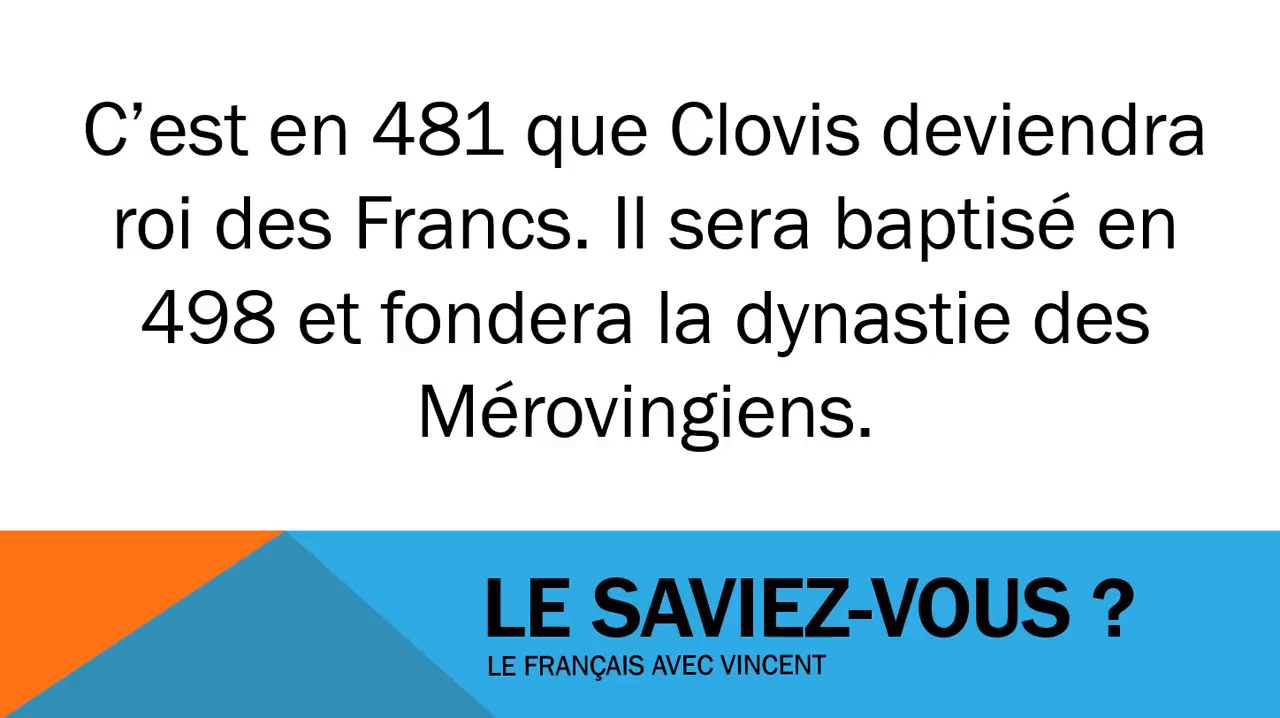 C’est en 481 que Clovis deviendra
roi des Francs. Il sera baptisé en
498 et fondera la dynastie des
Mérovingiens.
LE SAVIEZ-VOUS ?
LE FRANÇAIS AVEC VINCENT